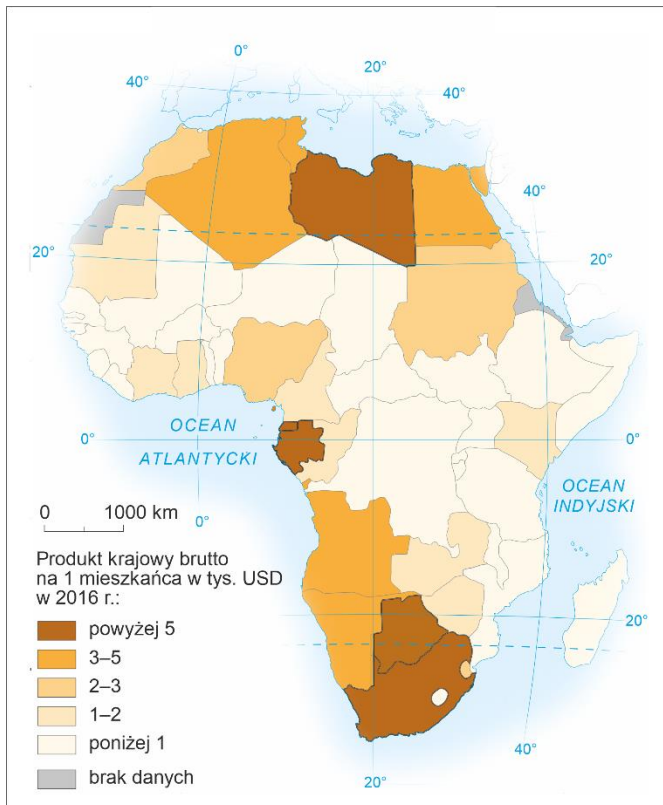 0°
20°
40°
40°
40°
20°
20°
OCEAN
ATLANTYCKI
0°
0°
OCEAN
INDYJSKI
0 1000 km
0°
Produkt krajowy brutto
na 1 mieszkańca w tys. USD
w 2016 r.:
powyżej 5
3–5
2–3
1–2
poniżej 1
brak danych
20°
40°
20°